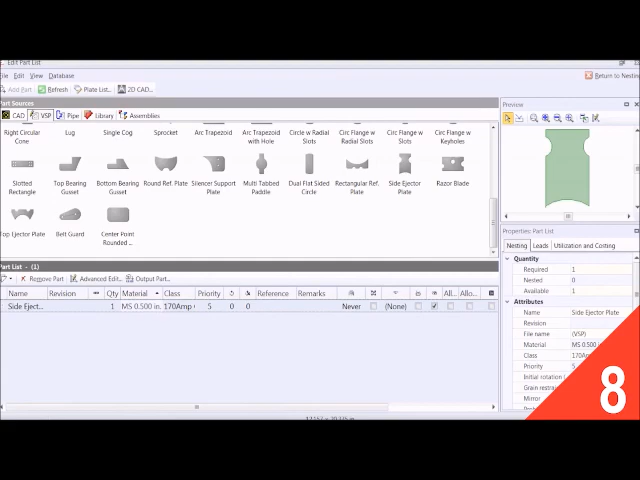 Edit Part List
File Edit View Database
Return to Nesting
Add Part Refresh Plate List... 2D CAD...
Part Sources
Preview
CAD VSP Pipe Library Assemblies
Right Circular Cone
Lug
Single Cog
Sprocket
Arc Trapezoid
Arc Trapezoid with Hole
Circle w Radial Slots
Circ Flange w Radial Slots
Circ Flange w Slots
Circ Flange w Keyholes
Slotted Rectangle
Top Bearing Gusset
Bottom Bearing Gusset
Round Ref. Plate
Silencer Support Plate
Multi Tabbed Paddle
Dual Flat Sided Circle
Rectangular Ref. Plate
Side Ejector Plate
Razor Blade
Top Ejector Plate
Belt Guard
Center Point Rounded ...
Properties: Part List
Nesting Leads Utilization and Costing
Quantity
Required 1
Nested 0
Available 1
Attributes
Name Side Ejector Plate
Revision
File name (VSP)
Material MS 0.500 in
Class 170A
Priority 5
Initial rotation
Grain restra
Mirror
Part List - (1)
Remove Part Advanced Edit... Output Part...
Name Revision Qty Material Class Priority Reference Remarks All... Allo...
Side Eject... 1 MS 0.500 in. 170Amp 5 0 0 Never (None)
8